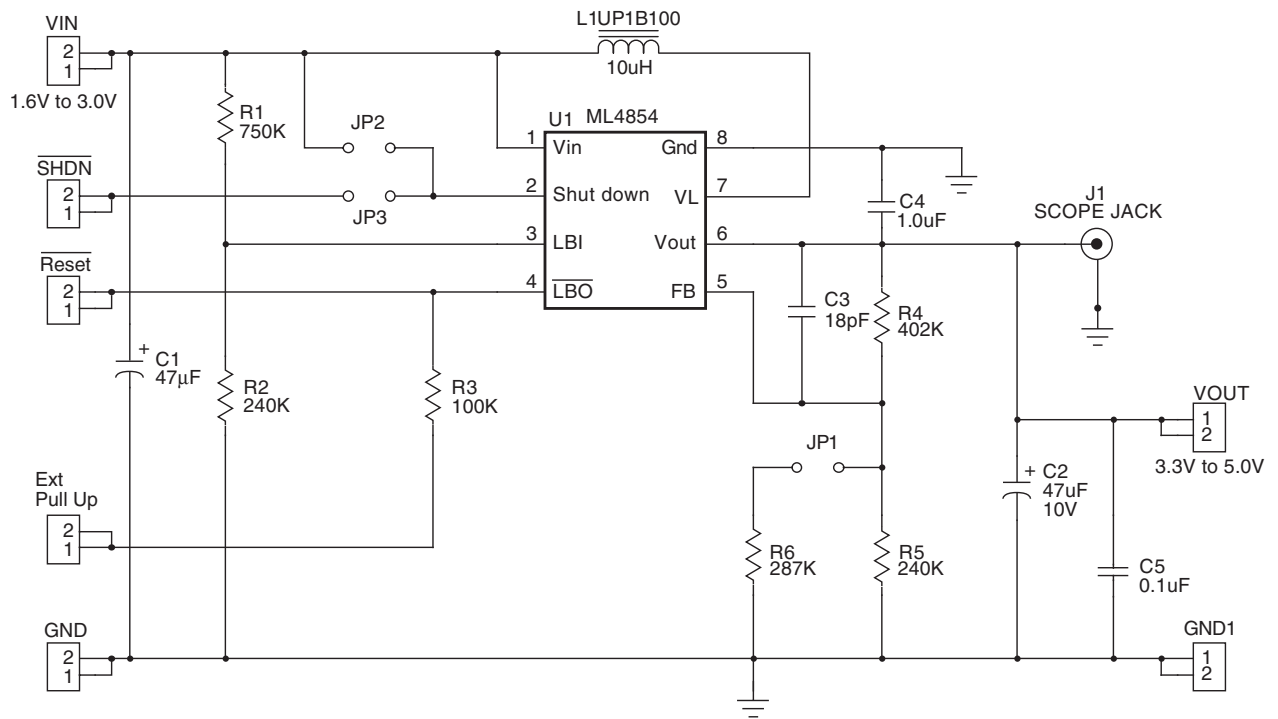 L1UP1B100
10uH
VIN
2
1
1.6V to 3.0V
R1
750K
JP2
U1 ML4854
1
Vin
Gnd
8
SHDN
2
1
JP3
2
Shut down
VL
7
C4
1.0uF
J1
SCOPE JACK
3
LBI
Vout
6
Reset
2
1
4
LBO
FB
5
C3
18pF
R4
402K
+
C1
47μF
R2
240K
R3
100K
VOUT
1
2
3.3V to 5.0V
JP1
+
C2
47uF
10V
Ext
Pull Up
2
1
R6
287K
R5
240K
C5
0.1uF
GND
2
1
GND1
1
2